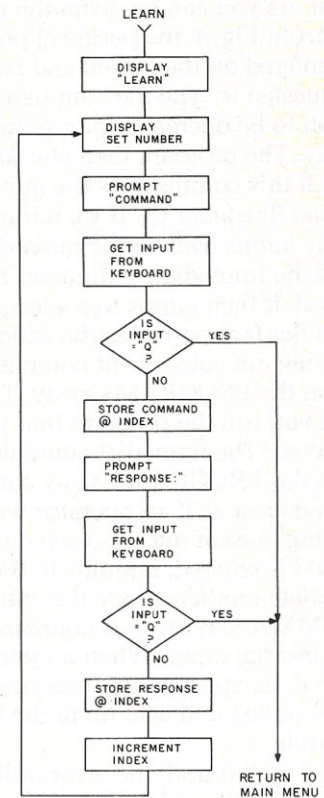 LEARN
DISPLAY
"LEARN"
DISPLAY
SET NUMBER
PROMPT
"COMMAND"
GET INPUT
FROM
KEYBOARD
IS
INPUT
="Q"
?
YES
NO
STORE COMMAND
@ INDEX
PROMPT
"RESPONSE:"
GET INPUT
FROM
KEYBOARD
IS
INPUT
="Q"
?
YES
NO
STORE RESPONSE
@ INDEX
INCREMENT
INDEX
RETURN TO
MAIN MENU